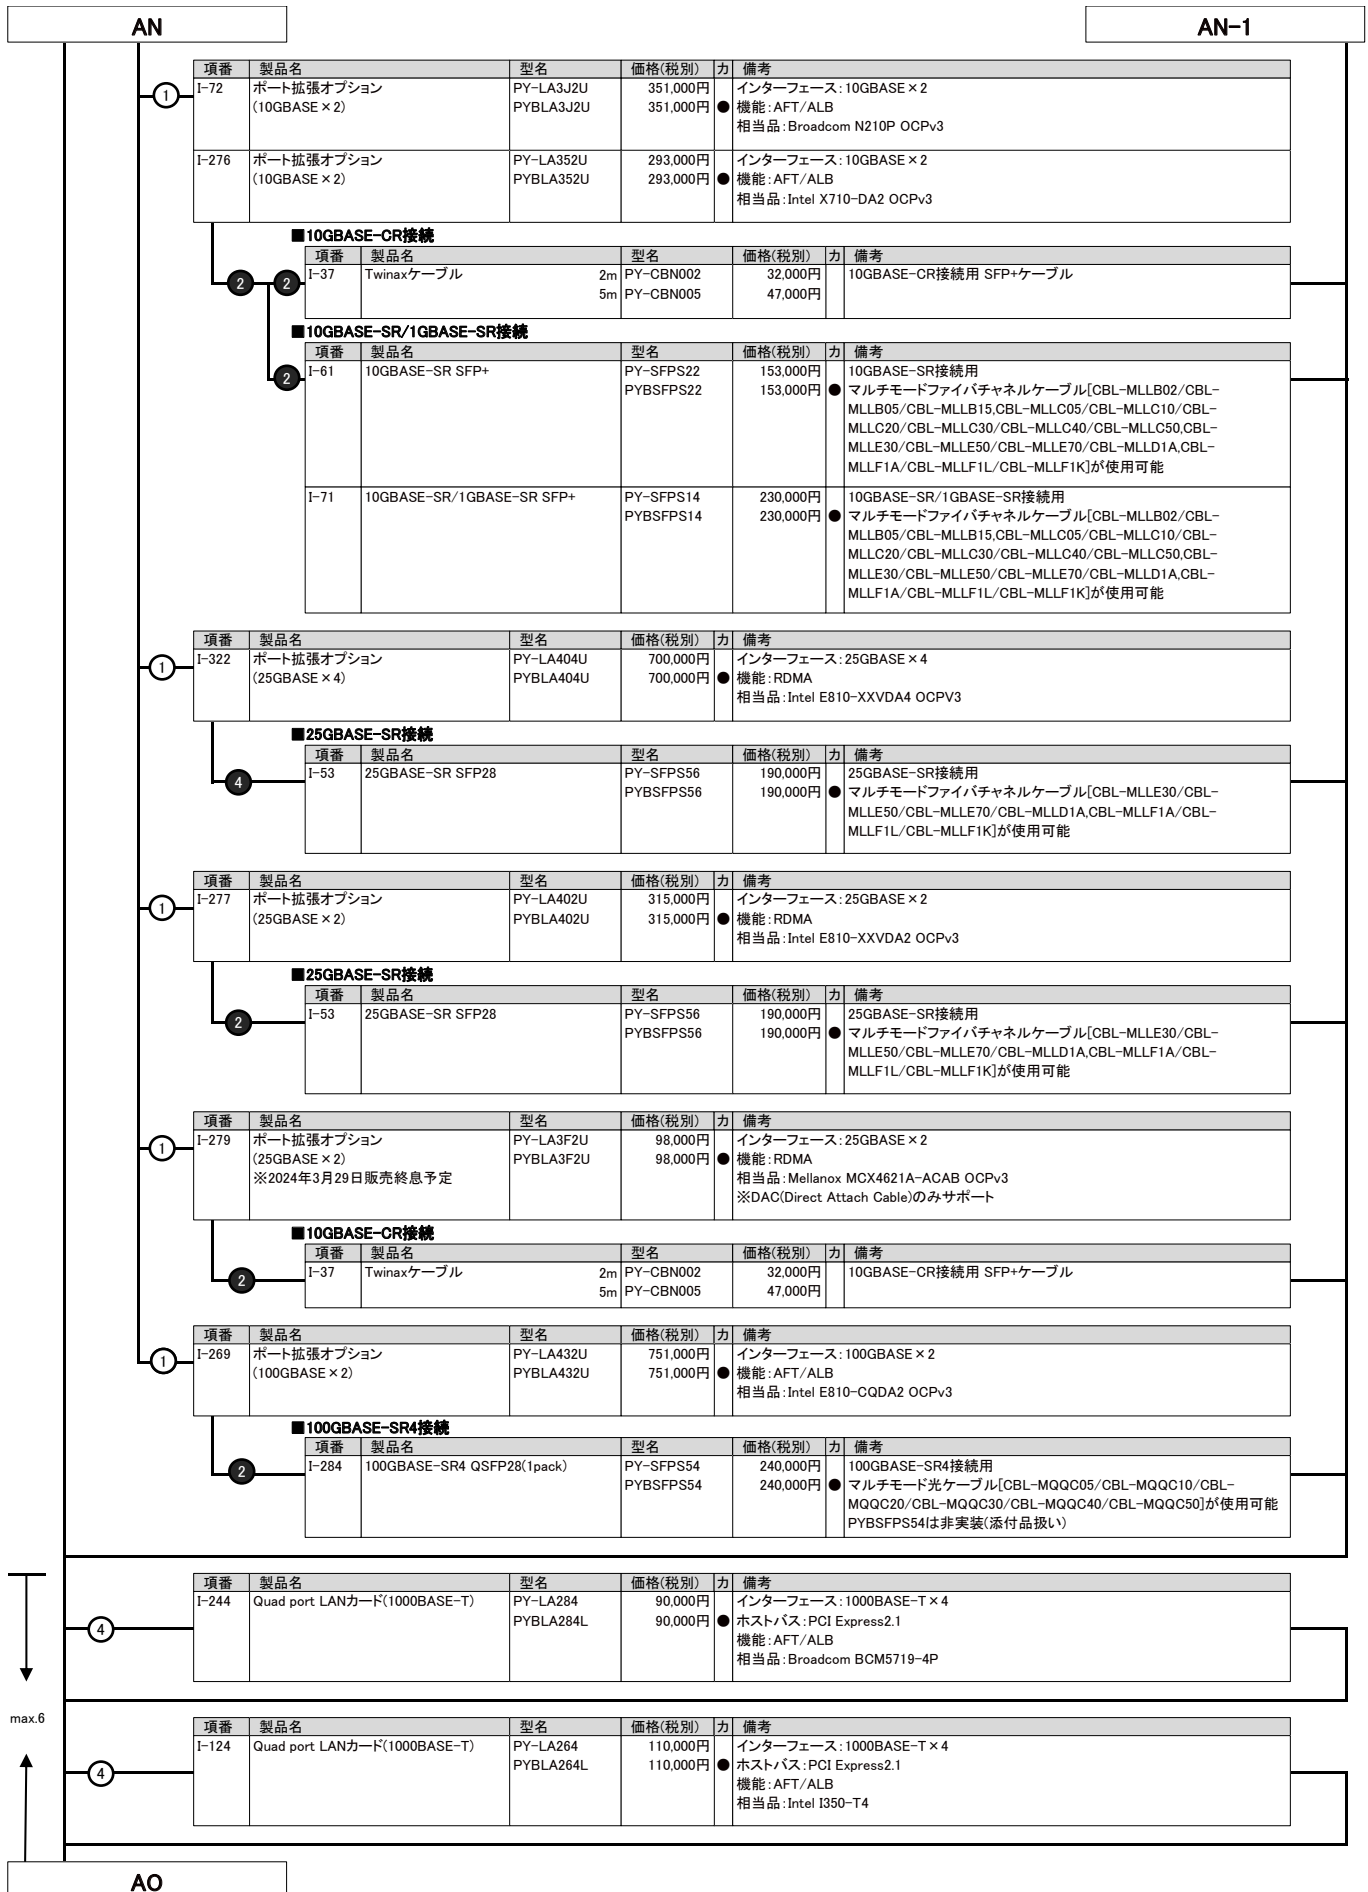 AN
AN-1
項番 製品名 型名 価格(税別) カ 備考
① I-72 ポート拡張オプション PY-LA3J2U 351,000円 インターフェース:10GBASE×2
(10GBASE×2) PYBLA3J2U 351,000円 ● 機能:AFT/ALB
相当品:Broadcom N210P OCPv3
I-276 ポート拡張オプション PY-LA352U 293,000円 インターフェース:10GBASE×2
(10GBASE×2) PYBLA352U 293,000円 ● 機能:AFT/ALB
相当品:Intel X710-DA2 OCPv3
■10GBASE-CR接続
項番 製品名 型名 価格(税別) カ 備考
2 2 I-37 Twinaxケーブル 2m PY-CBN002 32,000円 10GBASE-CR接続用 SFP+ケーブル
5m PY-CBN005 47,000円
■10GBASE-SR/1GBASE-SR接続
項番 製品名 型名 価格(税別) カ 備考
2 I-61 10GBASE-SR SFP+ PY-SFPS22 153,000円 10GBASE-SR接続用
PYBSFPS22 153,000円 ● マルチモードファイバチャネルケーブル[CBL-MLLB02/CBL-
MLLB05/CBL-MLLB15,CBL-MLLC05/CBL-MLLC10/CBL-
MLLC20/CBL-MLLC30/CBL-MLLC40/CBL-MLLC50,CBL-
MLLE30/CBL-MLLE50/CBL-MLLE70/CBL-MLLD1A,CBL-
MLLF1A/CBL-MLLF1L/CBL-MLLF1K]が使用可能
I-71 10GBASE-SR/1GBASE-SR SFP+ PY-SFPS14 230,000円 10GBASE-SR/1GBASE-SR接続用
PYBSFPS14 230,000円 ● マルチモードファイバチャネルケーブル[CBL-MLLB02/CBL-
MLLB05/CBL-MLLB15,CBL-MLLC05/CBL-MLLC10/CBL-
MLLC20/CBL-MLLC30/CBL-MLLC40/CBL-MLLC50,CBL-
MLLE30/CBL-MLLE50/CBL-MLLE70/CBL-MLLD1A,CBL-
MLLF1A/CBL-MLLF1L/CBL-MLLF1K]が使用可能
項番 製品名 型名 価格(税別) カ 備考
① I-322 ポート拡張オプション PY-LA404U 700,000円 インターフェース:25GBASE×4
(25GBASE×4) PYBLA404U 700,000円 ● 機能:RDMA
相当品:Intel E810-XXVDA4 OCPV3
■25GBASE-SR接続
項番 製品名 型名 価格(税別) カ 備考
4 I-53 25GBASE-SR SFP28 PY-SFPS56 190,000円 25GBASE-SR接続用
PYBSFPS56 190,000円 ● マルチモードファイバチャネルケーブル[CBL-MLLE30/CBL-
MLLE50/CBL-MLLE70/CBL-MLLD1A,CBL-MLLF1A/CBL-
MLLF1L/CBL-MLLF1K]が使用可能
項番 製品名 型名 価格(税別) カ 備考
① I-277 ポート拡張オプション PY-LA402U 315,000円 インターフェース:25GBASE×2
(25GBASE×2) PYBLA402U 315,000円 ● 機能:RDMA
相当品:Intel E810-XXVDA2 OCPv3
■25GBASE-SR接続
項番 製品名 型名 価格(税別) カ 備考
2 I-53 25GBASE-SR SFP28 PY-SFPS56 190,000円 25GBASE-SR接続用
PYBSFPS56 190,000円 ● マルチモードファイバチャネルケーブル[CBL-MLLE30/CBL-
MLLE50/CBL-MLLE70/CBL-MLLD1A,CBL-MLLF1A/CBL-
MLLF1L/CBL-MLLF1K]が使用可能
項番 製品名 型名 価格(税別) カ 備考
① I-279 ポート拡張オプション PY-LA3F2U 98,000円 インターフェース:25GBASE×2
(25GBASE×2) PYBLA3F2U 98,000円 ● 機能:RDMA
※2024年3月29日販売終息予定 相当品:Mellanox MCX4621A-ACAB OCPv3
※DAC(Direct Attach Cable)のみサポート
■10GBASE-CR接続
項番 製品名 型名 価格(税別) カ 備考
2 I-37 Twinaxケーブル 2m PY-CBN002 32,000円 10GBASE-CR接続用 SFP+ケーブル
5m PY-CBN005 47,000円
項番 製品名 型名 価格(税別) カ 備考
① I-269 ポート拡張オプション PY-LA432U 751,000円 インターフェース:100GBASE×2
(100GBASE×2) PYBLA432U 751,000円 ● 機能:AFT/ALB
相当品:Intel E810-CQDA2 OCPv3
■100GBASE-SR4接続
項番 製品名 型名 価格(税別) カ 備考
2 I-284 100GBASE-SR4 QSFP28(1pack) PY-SFPS54 240,000円 100GBASE-SR4接続用
PYBSFPS54 240,000円 ● マルチモード光ケーブル[CBL-MQQC05/CBL-MQQC10/CBL-
MQQC20/CBL-MQQC30/CBL-MQQC40/CBL-MQQC50]が使用可能
PYBSFPS54は非実装(添付品扱い)
項番 製品名 型名 価格(税別) カ 備考
④ I-244 Quad port LANカード(1000BASE-T) PY-LA284 90,000円 インターフェース:1000BASE-T×4
PYBLA284L 90,000円 ● ホストバス:PCI Express2.1
機能:AFT/ALB
相当品:Broadcom BCM5719-4P
max.6
項番 製品名 型名 価格(税別) カ 備考
④ I-124 Quad port LANカード(1000BASE-T) PY-LA264 110,000円 インターフェース:1000BASE-T×4
PYBLA264L 110,000円 ● ホストバス:PCI Express2.1
機能:AFT/ALB
相当品:Intel I350-T4
AO